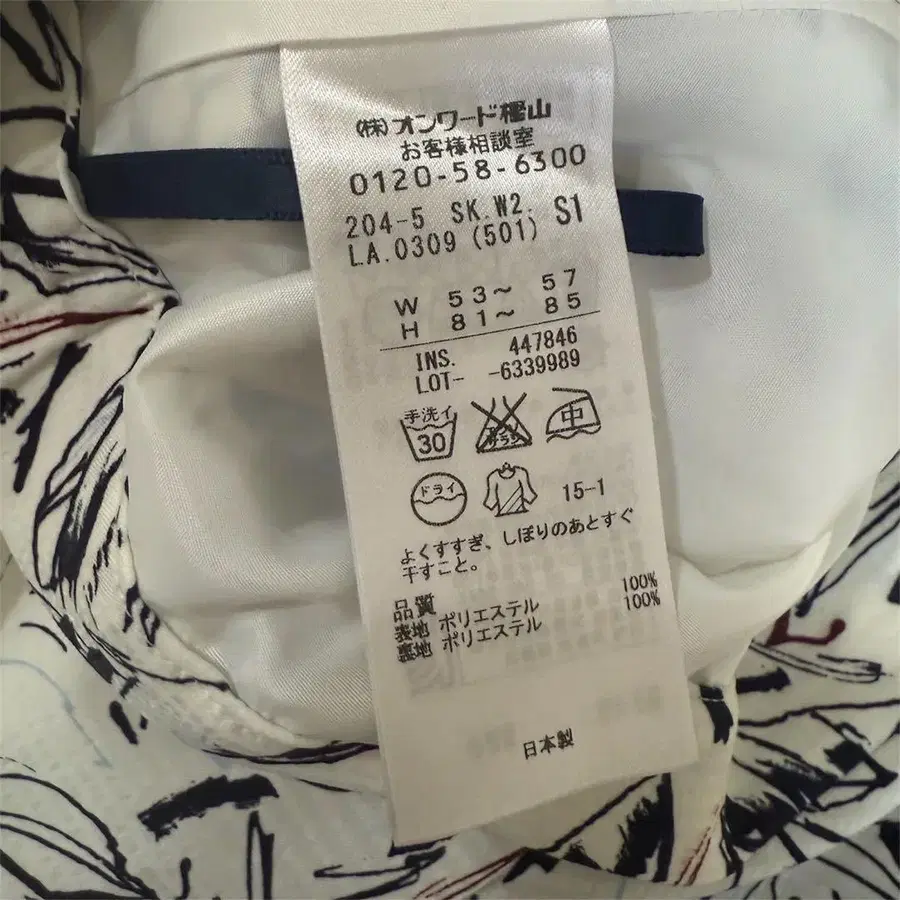 (株)オンワード樫山
お客様相談室
0120-58-6300
204-5 SK.W2. S1
LA.0309 (501)
W 53～ 57
H 81～ 85
INS. 447846
LOT- -6339989
手洗イ
30
中
ドライ
15-1
よくすすぎ、しぼりのあとすぐ
干すこと。
品質
表地 ポリエステル 100%
裏地 ポリエステル 100%
日本製